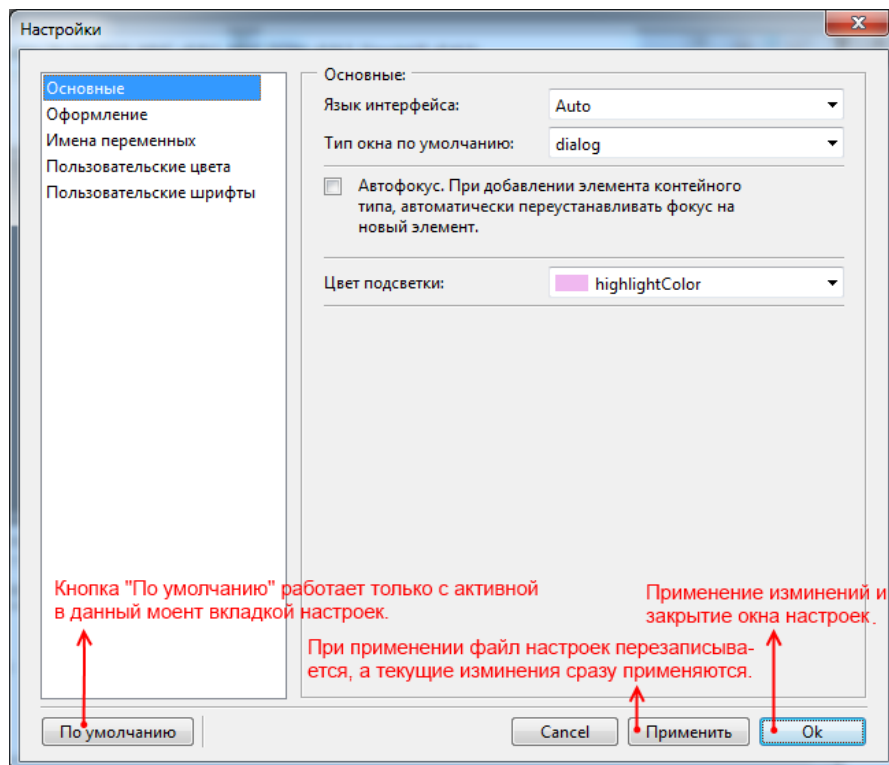 Настройки
Основные
Оформление
Имена переменных
Пользовательские цвета
Пользовательские шрифты
Основные:
Язык интерфейса:
Auto
Тип окна по умолчанию:
dialog
Автофокус. При добавлении элемента контейного
типа, автоматически переустанавливать фокус на
новый элемент.
Цвет подсветки:
highlightColor
Кнопка "По умолчанию" работает только с активной
в данный моент вкладкой настроек.
Применение изминений и
закрытие окна настроек.
При применении файл настроек перезаписыва-
ется, а текущие изминения сразу применяются.
По умолчанию
Cancel
Применить
Ok